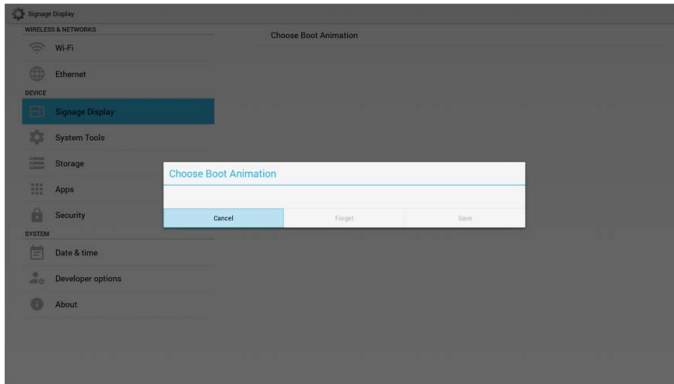 Signage Display
WIRELESS & NETWORKS
Wi-Fi
Ethernet
DEVICE
Signage Display
System Tools
Storage
Apps
Security
SYSTEM
Date & time
Developer options
About
Choose Boot Animation
Choose Boot Animation
Cancel
Forget
Save